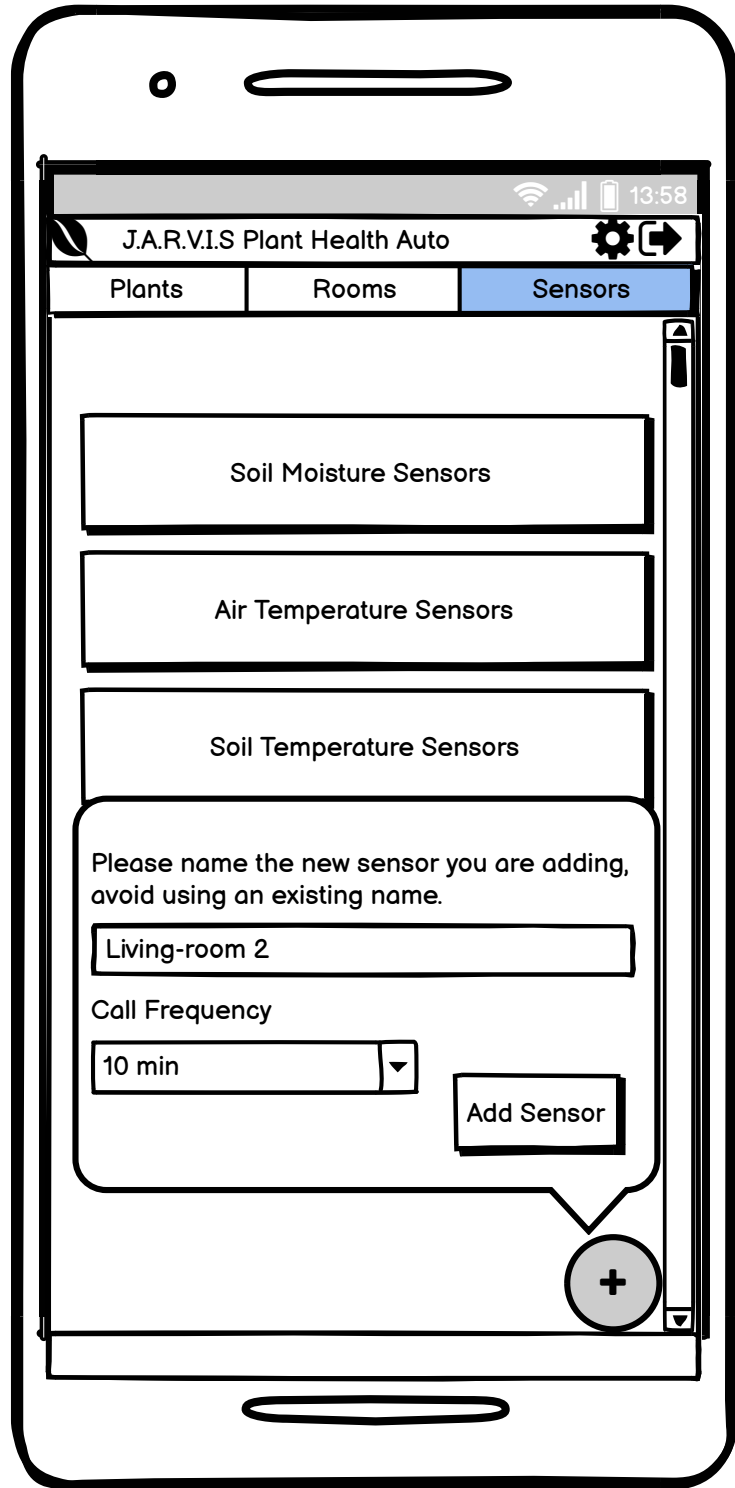 13:58
J.A.R.V.I.S Plant Health Auto
Plants
Rooms
Sensors
Soil Moisture Sensors
Air Temperature Sensors
Soil Temperature Sensors
Please name the new sensor you are adding,
avoid using an existing name.
Living-room 2
Call Frequency
10 min
Add Sensor
+